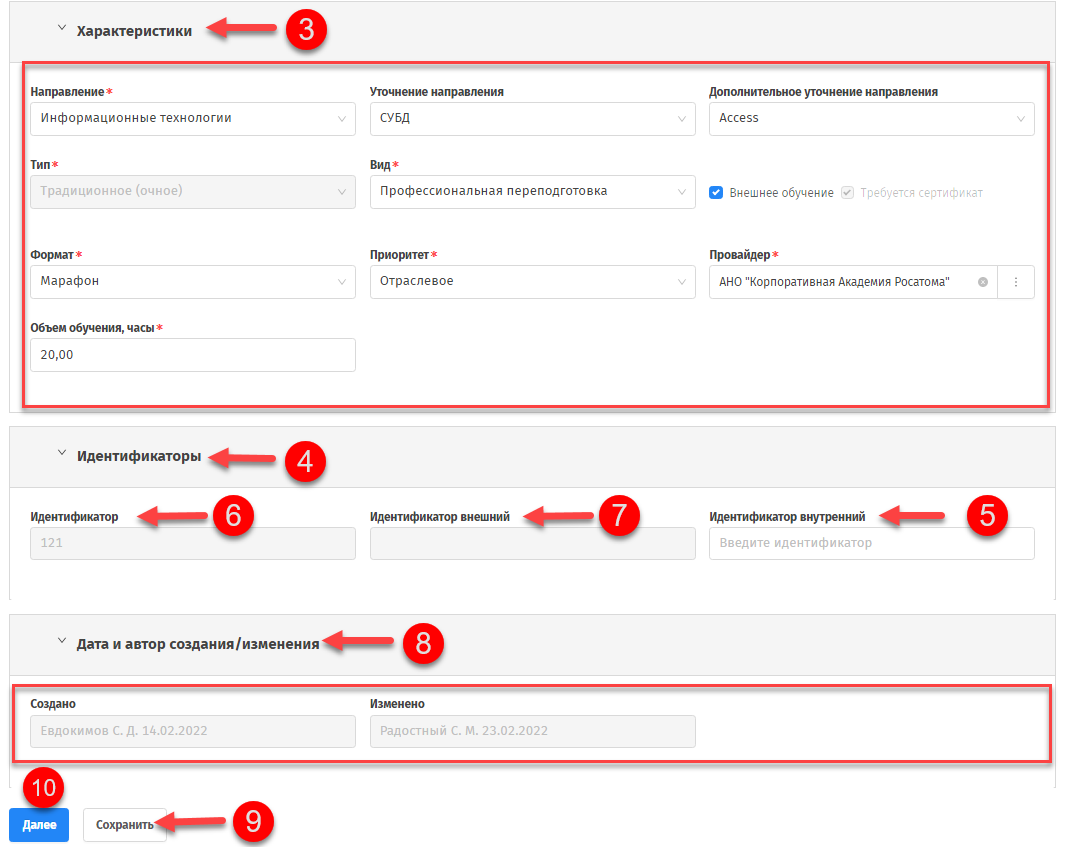 Характеристики 3
Направление* Уточнение направления Дополнительное уточнение направления
Информационные технологии СУБД Access
Тип* Вид*
Традиционное (очное) Профессиональная переподготовка Внешнее обучение Требуется сертификат
Формат* Приоритет* Провайдер*
Марафон Отраслевое АНО "Корпоративная Академия Росатома"
Объем обучения, часы*
20,00
Идентификаторы 4
Идентификатор 6 Идентификатор внешний 7 Идентификатор внутренний 5
121 Введите идентификатор
Дата и автор создания/изменения 8
Создано Изменено
Евдокимов С. Д. 14.02.2022 Радостный С. М. 23.02.2022
10
Далее Сохранить 9